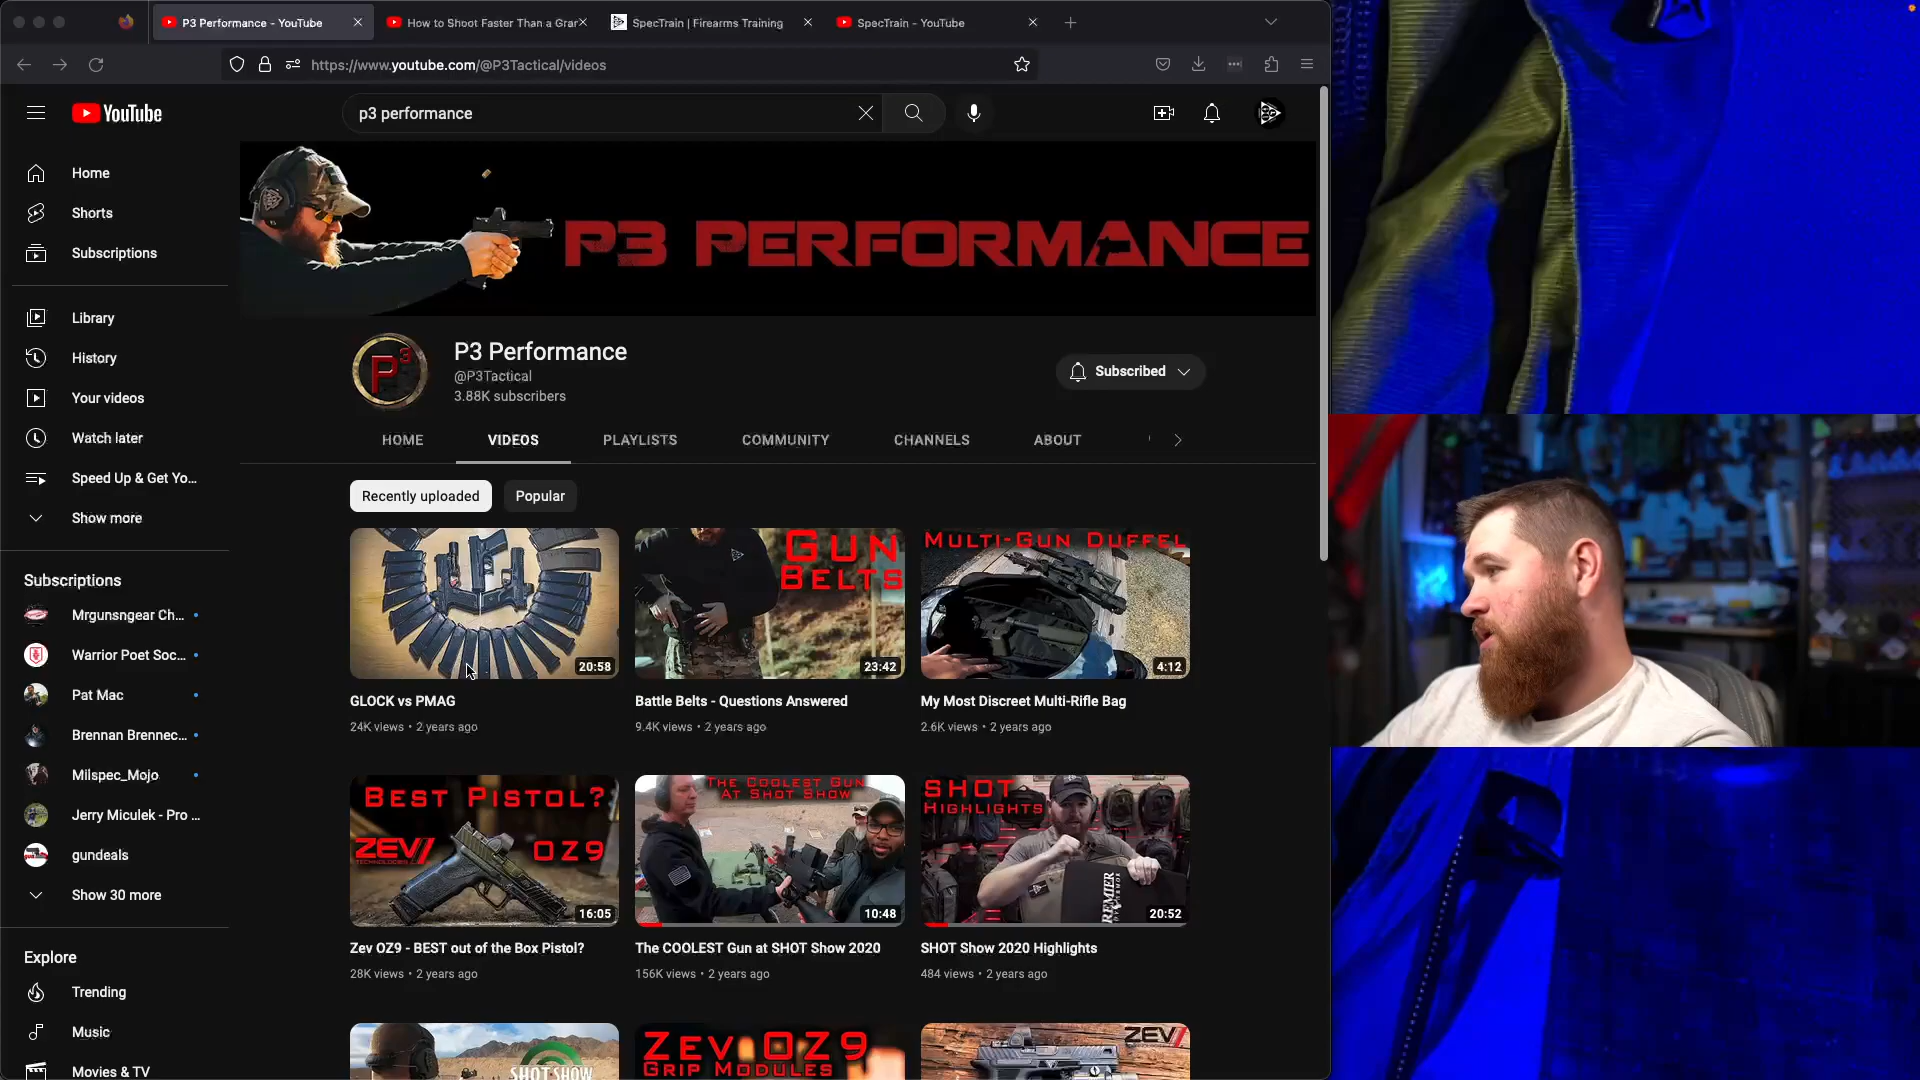 P3 Performance - YouTube
How to Shoot Faster Than a Gran
SpecTrain | Firearms Training
SpecTrain - YouTube
https://www.youtube.com/@P3Tactical/videos
YouTube
p3 performance
Home
Shorts
Subscriptions
Library
History
Your videos
Watch later
Speed Up & Get Yo...
Show more
Subscriptions
Mrgunsngear Ch...
Warrior Poet Soc...
Pat Mac
Brennan Brennec...
Milspec_Mojo
Jerry Miculek - Pro ...
gundeals
Show 30 more
Explore
Trending
Music
Movies & TV
P3 PERFORMANCE
P3
P3 Performance
@P3Tactical
3.88K subscribers
Subscribed
HOME
VIDEOS
PLAYLISTS
COMMUNITY
CHANNELS
ABOUT
Recently uploaded
Popular
20:58
GLOCK vs PMAG
24K views • 2 years ago
GUN
BELTS
23:42
Battle Belts - Questions Answered
9.4K views • 2 years ago
MULTI-GUN DUFFEL
4:12
My Most Discreet Multi-Rifle Bag
2.6K views • 2 years ago
BEST PISTOL?
ZEV
TECHNOLOGIES
OZ9
16:05
Zev OZ9 - BEST out of the Box Pistol?
28K views • 2 years ago
THE COOLEST GUN
AT SHOT SHOW
10:48
The COOLEST Gun at SHOT Show 2020
156K views • 2 years ago
SHOT
HIGHLIGHTS
REMIER
20:52
SHOT Show 2020 Highlights
484 views • 2 years ago
SHOT SHOW
ZEV OZ9
GRIP MODULES
ZEV